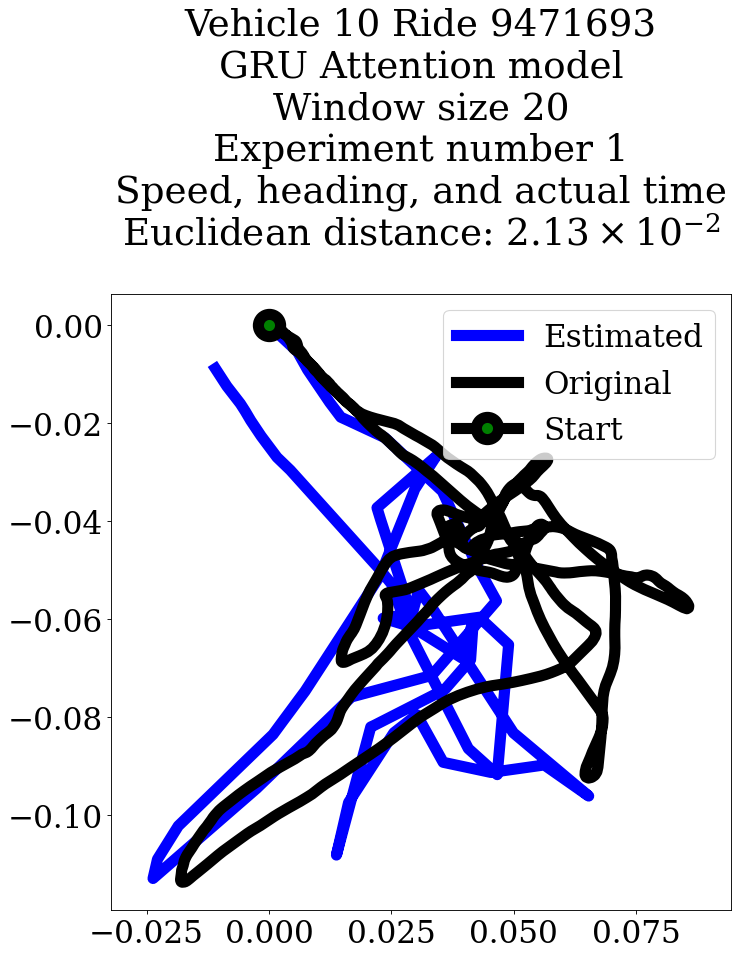 Vehicle 10 Ride 9471693
GRU Attention model
Window size 20
Experiment number 1
Speed, heading, and actual time
Euclidean distance: 2.13 × 10⁻²
Estimated
Original
Start
0.00
−0.02
−0.04
−0.06
−0.08
−0.10
−0.025 0.000 0.025 0.050 0.075